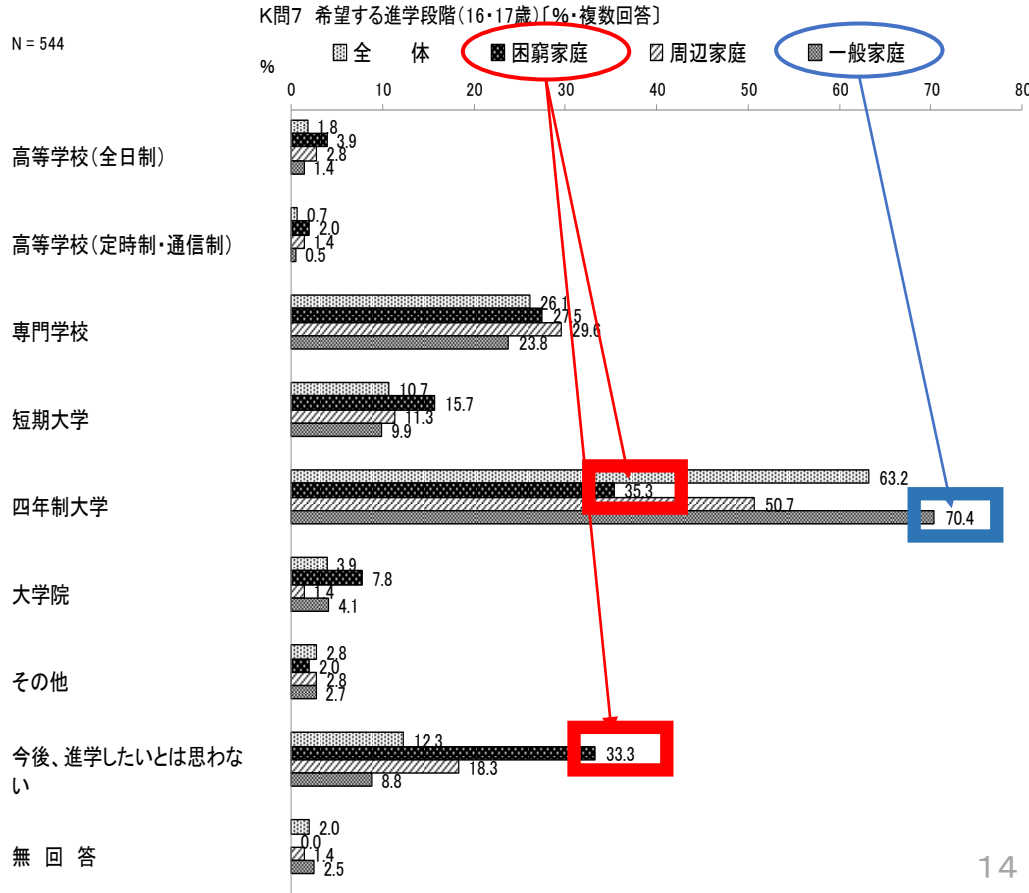 K問7 希望する進学段階(16・17歳)〔%・複数回答〕
N = 544
全　体 困窮家庭 周辺家庭 一般家庭
%
0 10 20 30 40 50 60 70 80
高等学校(全日制)
1.8
3.9
2.8
1.4
高等学校(定時制・通信制)
0.7
2.0
1.4
0.5
専門学校
26.1
27.5
29.6
23.8
短期大学
10.7
15.7
11.3
9.9
四年制大学
63.2
35.3
50.7
70.4
大学院
3.9
7.8
1.4
4.1
その他
2.8
2.0
2.8
2.7
今後、進学したいとは思わな
い
12.3
33.3
18.3
8.8
無 回 答
2.0
0.0
1.4
2.5
14